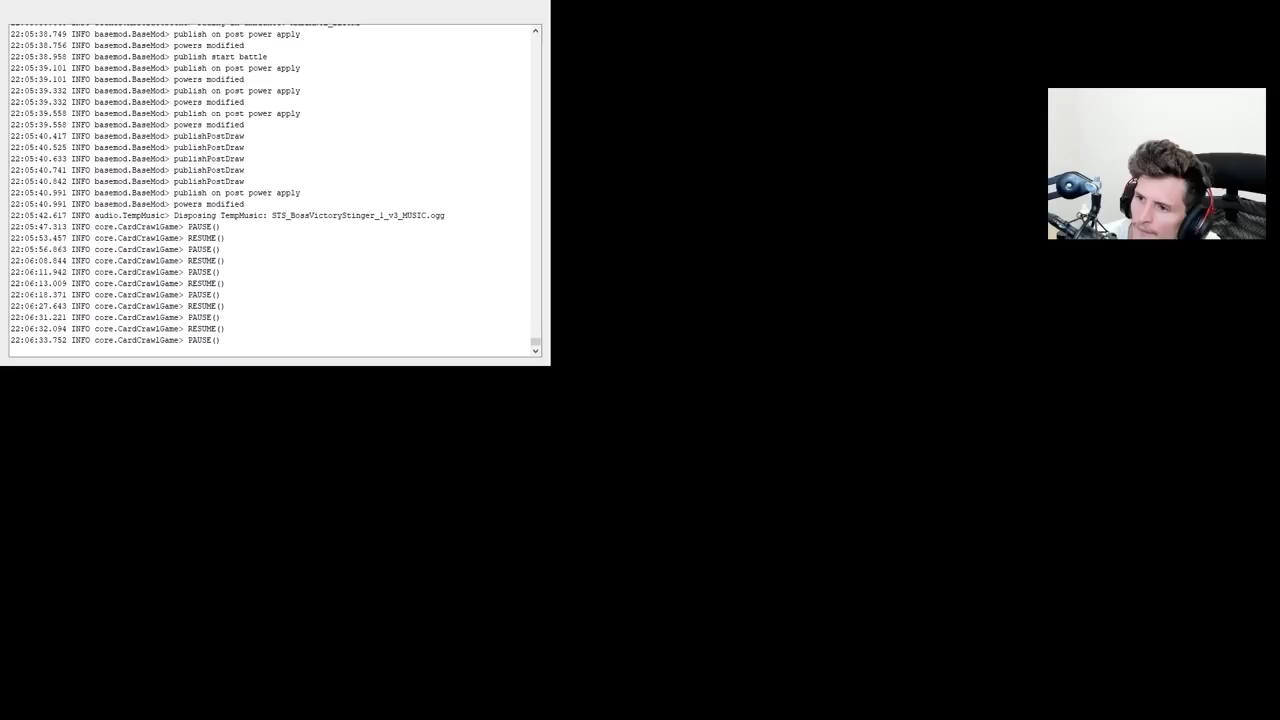 22:05:38.749 INFO basemod.BaseMod> publish on post power apply
22:05:38.756 INFO basemod.BaseMod> powers modified
22:05:38.958 INFO basemod.BaseMod> publish start battle
22:05:39.101 INFO basemod.BaseMod> publish on post power apply
22:05:39.101 INFO basemod.BaseMod> powers modified
22:05:39.332 INFO basemod.BaseMod> publish on post power apply
22:05:39.332 INFO basemod.BaseMod> powers modified
22:05:39.558 INFO basemod.BaseMod> publish on post power apply
22:05:39.558 INFO basemod.BaseMod> powers modified
22:05:40.417 INFO basemod.BaseMod> publishPostDraw
22:05:40.525 INFO basemod.BaseMod> publishPostDraw
22:05:40.633 INFO basemod.BaseMod> publishPostDraw
22:05:40.741 INFO basemod.BaseMod> publishPostDraw
22:05:40.842 INFO basemod.BaseMod> publishPostDraw
22:05:40.991 INFO basemod.BaseMod> publish on post power apply
22:05:40.991 INFO basemod.BaseMod> powers modified
22:05:42.617 INFO audio.TempMusic> Disposing TempMusic: STS_BossVictoryStinger_1_v3_MUSIC.ogg
22:05:47.313 INFO core.CardCrawlGame> PAUSE()
22:05:53.457 INFO core.CardCrawlGame> RESUME()
22:05:56.863 INFO core.CardCrawlGame> PAUSE()
22:06:08.844 INFO core.CardCrawlGame> RESUME()
22:06:11.942 INFO core.CardCrawlGame> PAUSE()
22:06:13.009 INFO core.CardCrawlGame> RESUME()
22:06:18.371 INFO core.CardCrawlGame> PAUSE()
22:06:27.643 INFO core.CardCrawlGame> RESUME()
22:06:31.221 INFO core.CardCrawlGame> PAUSE()
22:06:32.094 INFO core.CardCrawlGame> RESUME()
22:06:33.752 INFO core.CardCrawlGame> PAUSE()